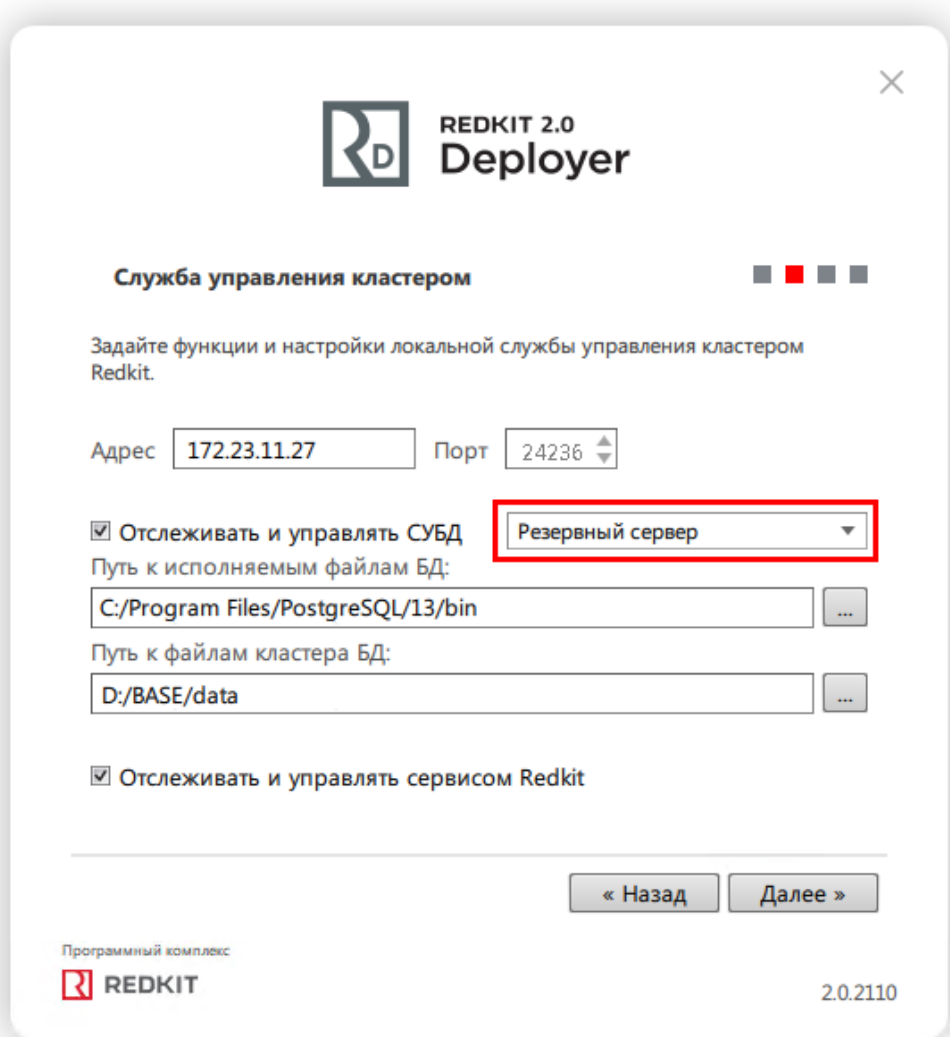 REDKIT 2.0
Deployer
Служба управления кластером
Задайте функции и настройки локальной службы управления кластером
Redkit.
Адрес 172.23.11.27 Порт 24236
Отслеживать и управлять СУБД Резервный сервер
Путь к исполняемым файлам БД:
C:/Program Files/PostgreSQL/13/bin ...
Путь к файлам кластера БД:
D:/BASE/data ...
Отслеживать и управлять сервисом Redkit
« Назад Далее »
Программный комплекс
REDKIT
2.0.2110